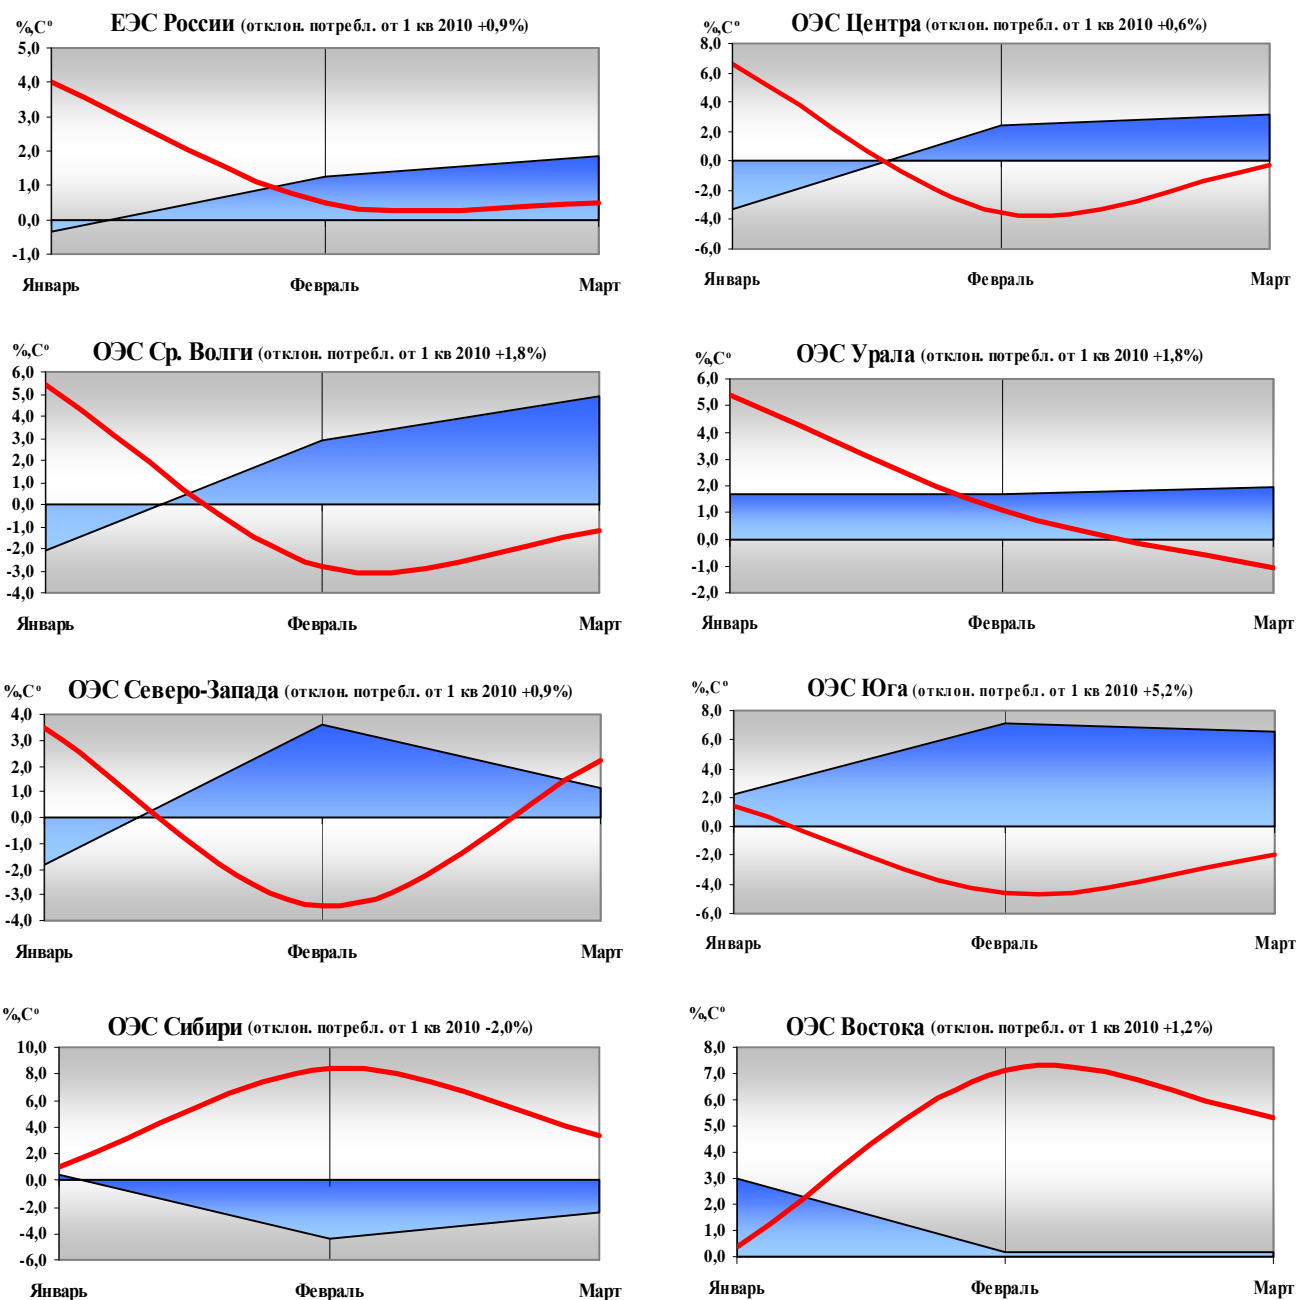 %,C°
ЕЭС России (отклон. потребл. от 1 кв 2010 +0,9%)
5,0
4,0
3,0
2,0
1,0
0,0
-1,0
Январь Февраль Март
%,C°
ОЭС Центра (отклон. потребл. от 1 кв 2010 +0,6%)
8,0
6,0
4,0
2,0
0,0
-2,0
-4,0
-6,0
Январь Февраль Март
%,C°
ОЭС Ср. Волги (отклон. потребл. от 1 кв 2010 +1,8%)
6,0
5,0
4,0
3,0
2,0
1,0
0,0
-1,0
-2,0
-3,0
-4,0
Январь Февраль Март
%,C°
ОЭС Урала (отклон. потребл. от 1 кв 2010 +1,8%)
6,0
5,0
4,0
3,0
2,0
1,0
0,0
-1,0
-2,0
Январь Февраль Март
%,C°
ОЭС Северо-Запада (отклон. потребл. от 1 кв 2010 +0,9%)
4,0
3,0
2,0
1,0
0,0
-1,0
-2,0
-3,0
-4,0
Январь Февраль Март
%,C°
ОЭС Юга (отклон. потребл. от 1 кв 2010 +5,2%)
8,0
6,0
4,0
2,0
0,0
-2,0
-4,0
-6,0
Январь Февраль Март
%,C°
ОЭС Сибири (отклон. потребл. от 1 кв 2010 -2,0%)
10,0
8,0
6,0
4,0
2,0
0,0
-2,0
-4,0
-6,0
Январь Февраль Март
%,C°
ОЭС Востока (отклон. потребл. от 1 кв 2010 +1,2%)
8,0
7,0
6,0
5,0
4,0
3,0
2,0
1,0
0,0
Январь Февраль Март